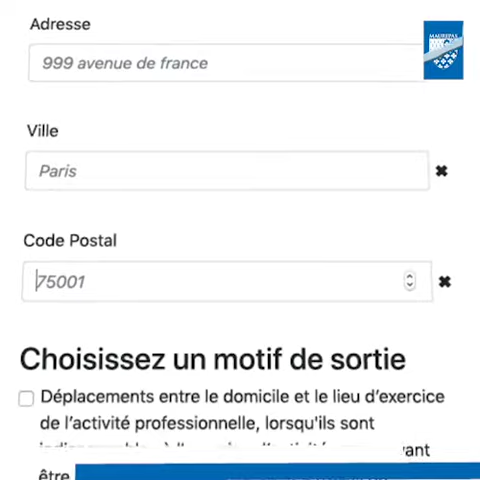 Adresse
MAUREPAS
999 avenue de france
Ville
Paris
Code Postal
75001
Choisissez un motif de sortie
Déplacements entre le domicile et le lieu d'exercice
de l'activité professionnelle, lorsqu'ils sont
être